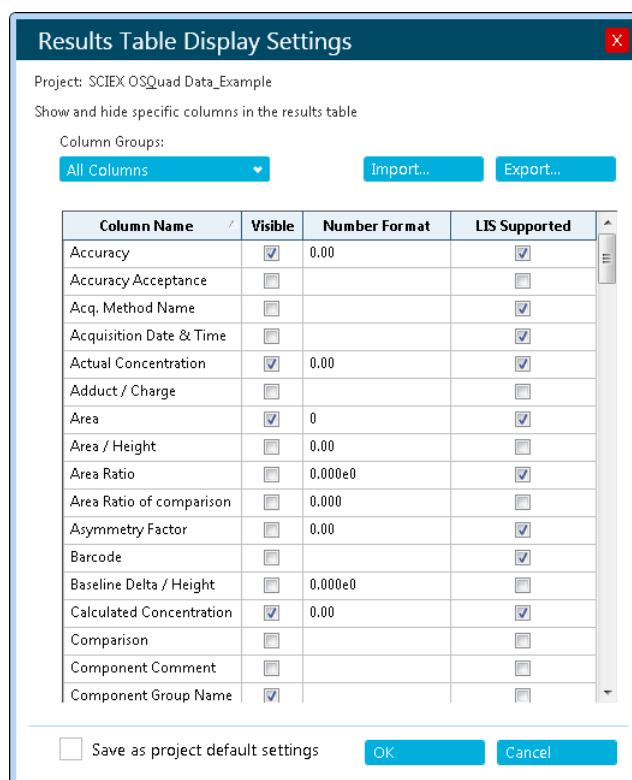 Results Table Display Settings
X
Project: SCIEX OSQuad Data_Example
Show and hide specific columns in the results table
Column Groups:
All Columns Import... Export...
Column Name Visible Number Format LIS Supported
Accuracy 0.00
Accuracy Acceptance
Acq. Method Name
Acquisition Date & Time
Actual Concentration 0.00
Adduct / Charge
Area 0
Area / Height 0.00
Area Ratio 0.000e0
Area Ratio of comparison 0.000
Asymmetry Factor 0.00
Barcode
Baseline Delta / Height 0.000e0
Calculated Concentration 0.00
Comparison
Component Comment
Component Group Name
Save as project default settings OK Cancel